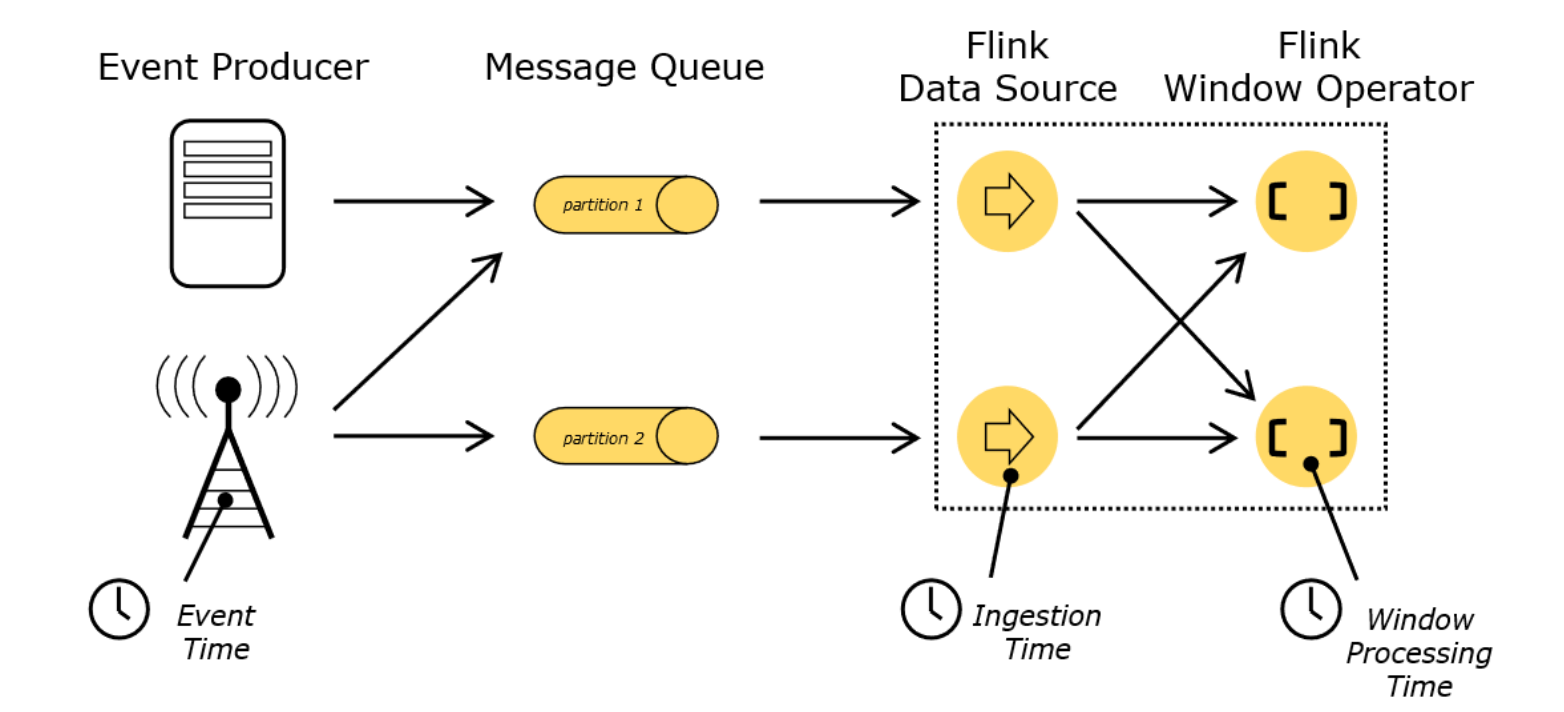 Event Producer
Message Queue
Flink
Data Source
Flink
Window Operator
partition 1
partition 2
[ ]
[ ]
Event
Time
Ingestion
Time
Window
Processing
Time